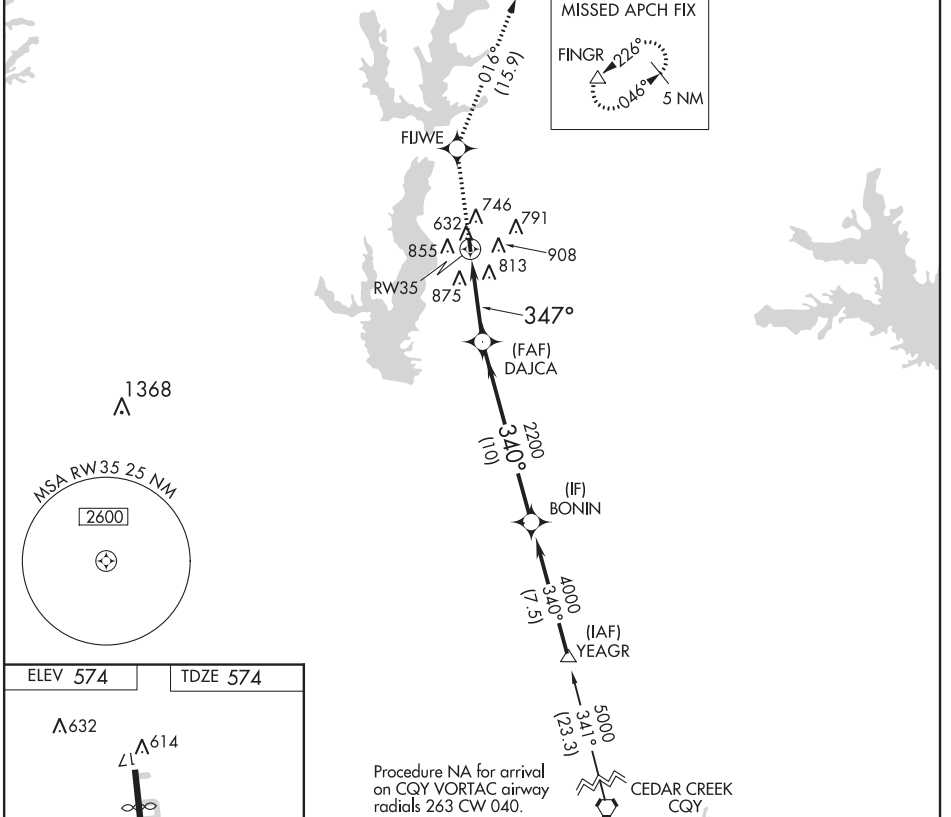 MISSED APCH FIX
FINGR
226°
046°
5 NM
016°
(15.9)
FIJWE
746
632
791
855
908
RW35
813
875
347°
(FAF)
DAJCA
1368
2200
340°
(10)
MSA RW35 25 NM
2600
(IF)
BONIN
4000
340°
(7.5)
(IAF)
YEAGR
ELEV 574
TDZE 574
632
614
17
5000
341°
(23.3)
Procedure NA for arrival
on CQY VORTAC airway
radials 263 CW 040.
CEDAR CREEK
CQY